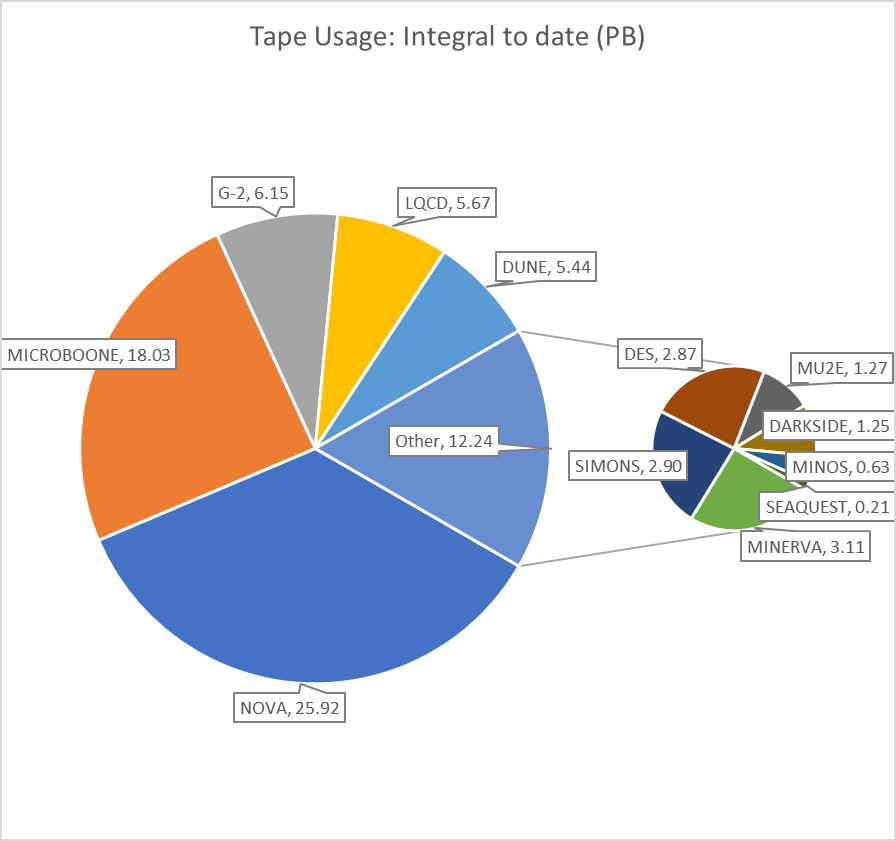 Tape Usage: Integral to date (PB)
G-2, 6.15
LQCD, 5.67
DUNE, 5.44
MICROBOONE, 18.03
DES, 2.87
MU2E, 1.27
DARKSIDE, 1.25
Other, 12.24
SIMONS, 2.90
MINOS, 0.63
SEAQUEST, 0.21
MINERVA, 3.11
NOVA, 25.92